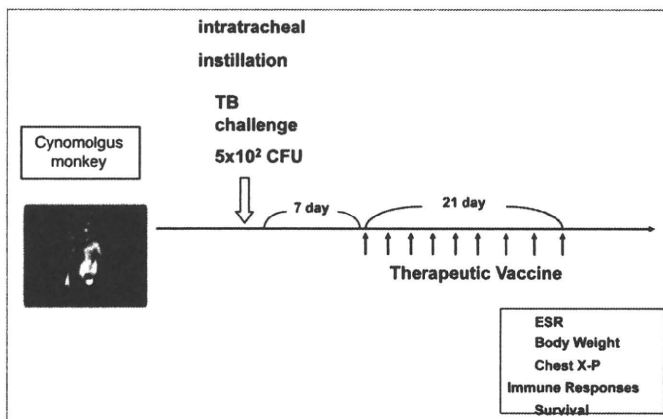 intratracheal
instillation
TB
challenge
5x10² CFU
Cynomolgus
monkey
7 day
21 day
Therapeutic Vaccine
ESR
Body Weight
Chest X-P
Immune Responses
Survival